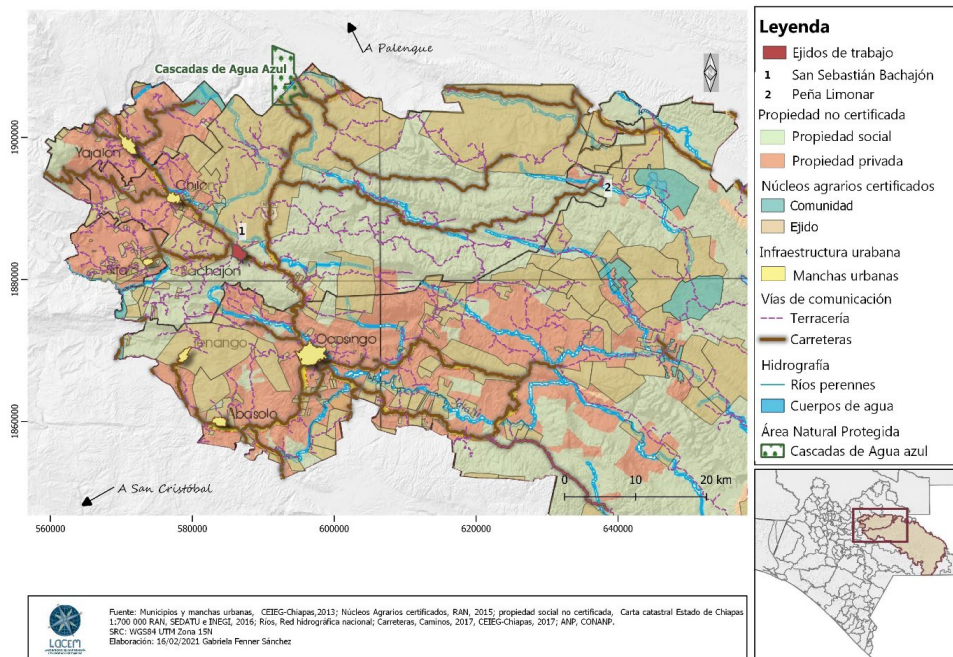 A Palenque
Cascadas de Agua Azul
Yajalón
Chilón
1
2
Bachajón
Tenango
Ocosingo
Abasolo
A San Cristóbal
0 10 20 km
1900000
1880000
1860000
560000 580000 600000 620000 640000
Leyenda
Ejidos de trabajo
1 San Sebastián Bachajón
2 Peña Limonar
Propiedad no certificada
Propiedad social
Propiedad privada
Núcleos agrarios certificados
Comunidad
Ejido
Infraestructura urabana
Manchas urbanas
Vías de comunicación
Terracería
Carreteras
Hidrografía
Ríos perennes
Cuerpos de agua
Área Natural Protegida
Cascadas de Agua azul
LACEM
Fuente: Municipios y manchas urbanas, CEIEG-Chiapas,2013; Núcleos Agrarios certificados, RAN, 2015; propiedad social no certificada, Carta catastral Estado de Chiapas
1:700 000 RAN, SEDATU e INEGI, 2016; Ríos, Red hidrográfica nacional; Carreteras, Caminos, 2017, CEIEG-Chiapas, 2017; ANP, CONANP.
SRC: WGS84 UTM Zona 15N
Elaboración: 16/02/2021 Gabriela Fenner Sánchez